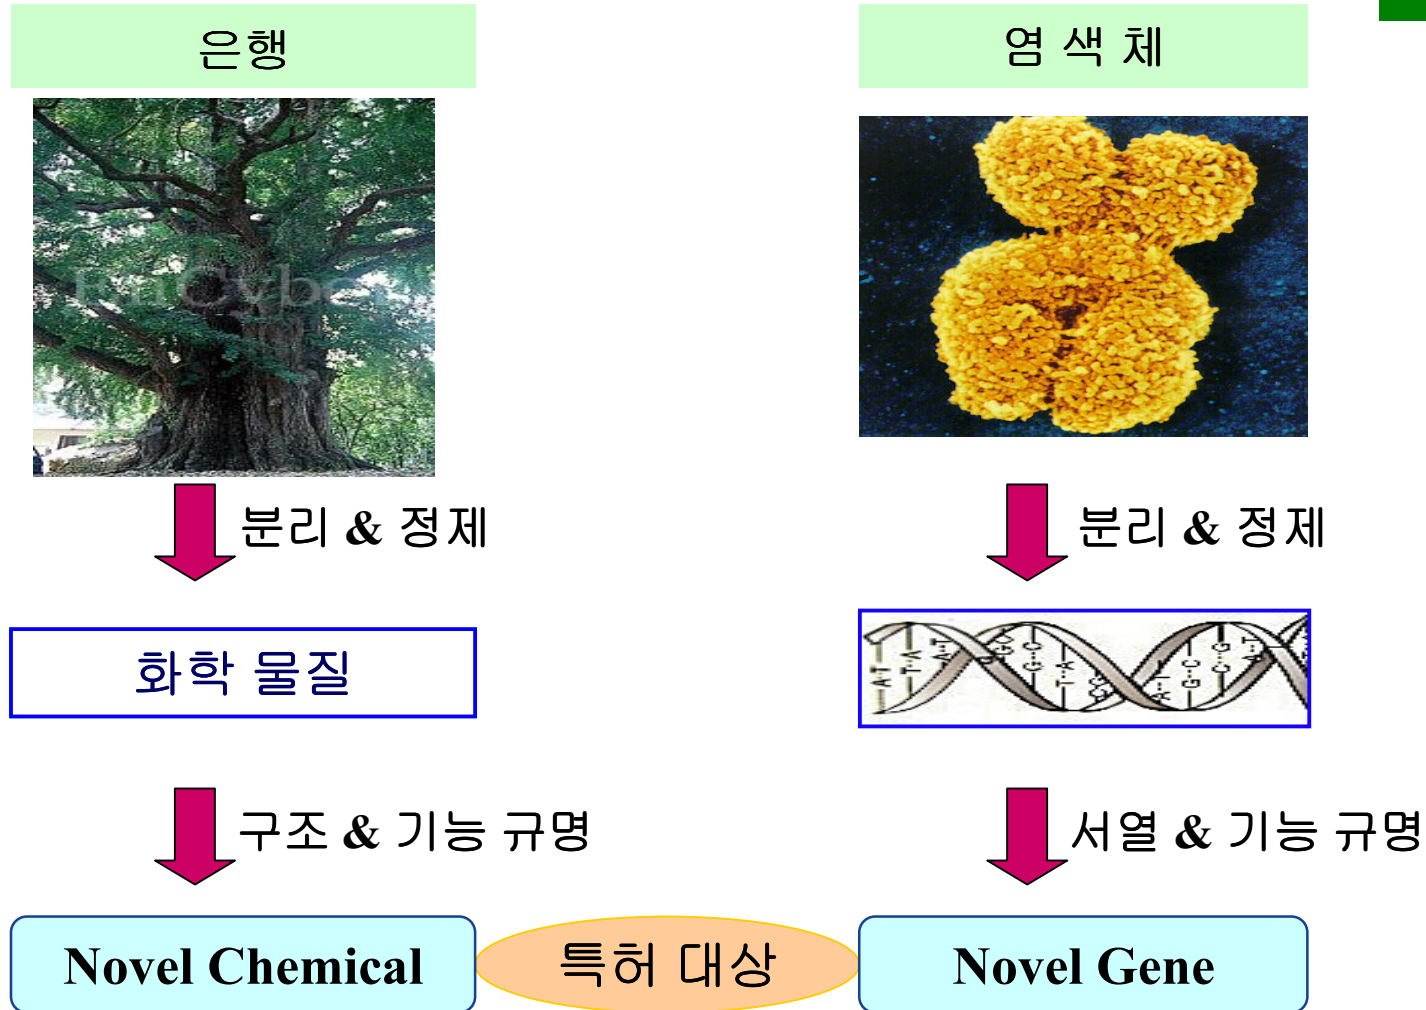 은행
염 색 체
EnCyber
분리 & 정제
분리 & 정제
화학 물질
A-T
T-A
A-T
G-C
T-A
A-T
G-C
C-G
A-T
구조 & 기능 규명
서열 & 기능 규명
Novel Chemical
특허 대상
Novel Gene